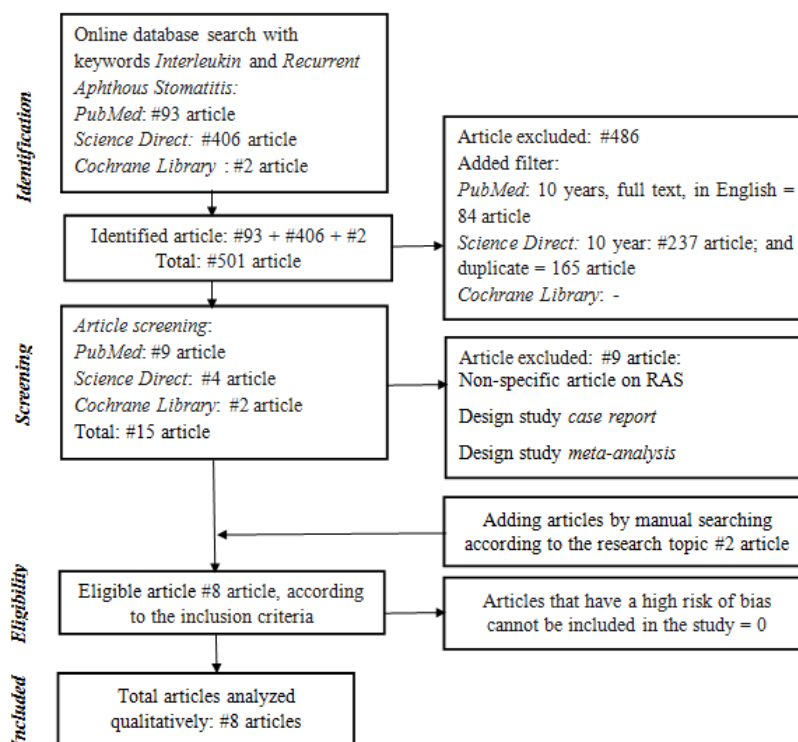 Identification
Online database search with
keywords Interleukin and Recurrent
Aphthous Stomatitis:
PubMed: #93 article
Science Direct: #406 article
Cochrane Library : #2 article
Identified article: #93 + #406 + #2
Total: #501 article
Article excluded: #486
Added filter:
PubMed: 10 years, full text, in English =
84 article
Science Direct: 10 year: #237 article; and
duplicate = 165 article
Cochrane Library: -
Screening
Article screening:
PubMed: #9 article
Science Direct: #4 article
Cochrane Library: #2 article
Total: #15 article
Article excluded: #9 article:
Non-specific article on RAS
Design study case report
Design study meta-analysis
Adding articles by manual searching
according to the research topic #2 article
Eligibility
Eligible article #8 article, according
to the inclusion criteria
Articles that have a high risk of bias
cannot be included in the study = 0
Included
Total articles analyzed
qualitatively: #8 articles